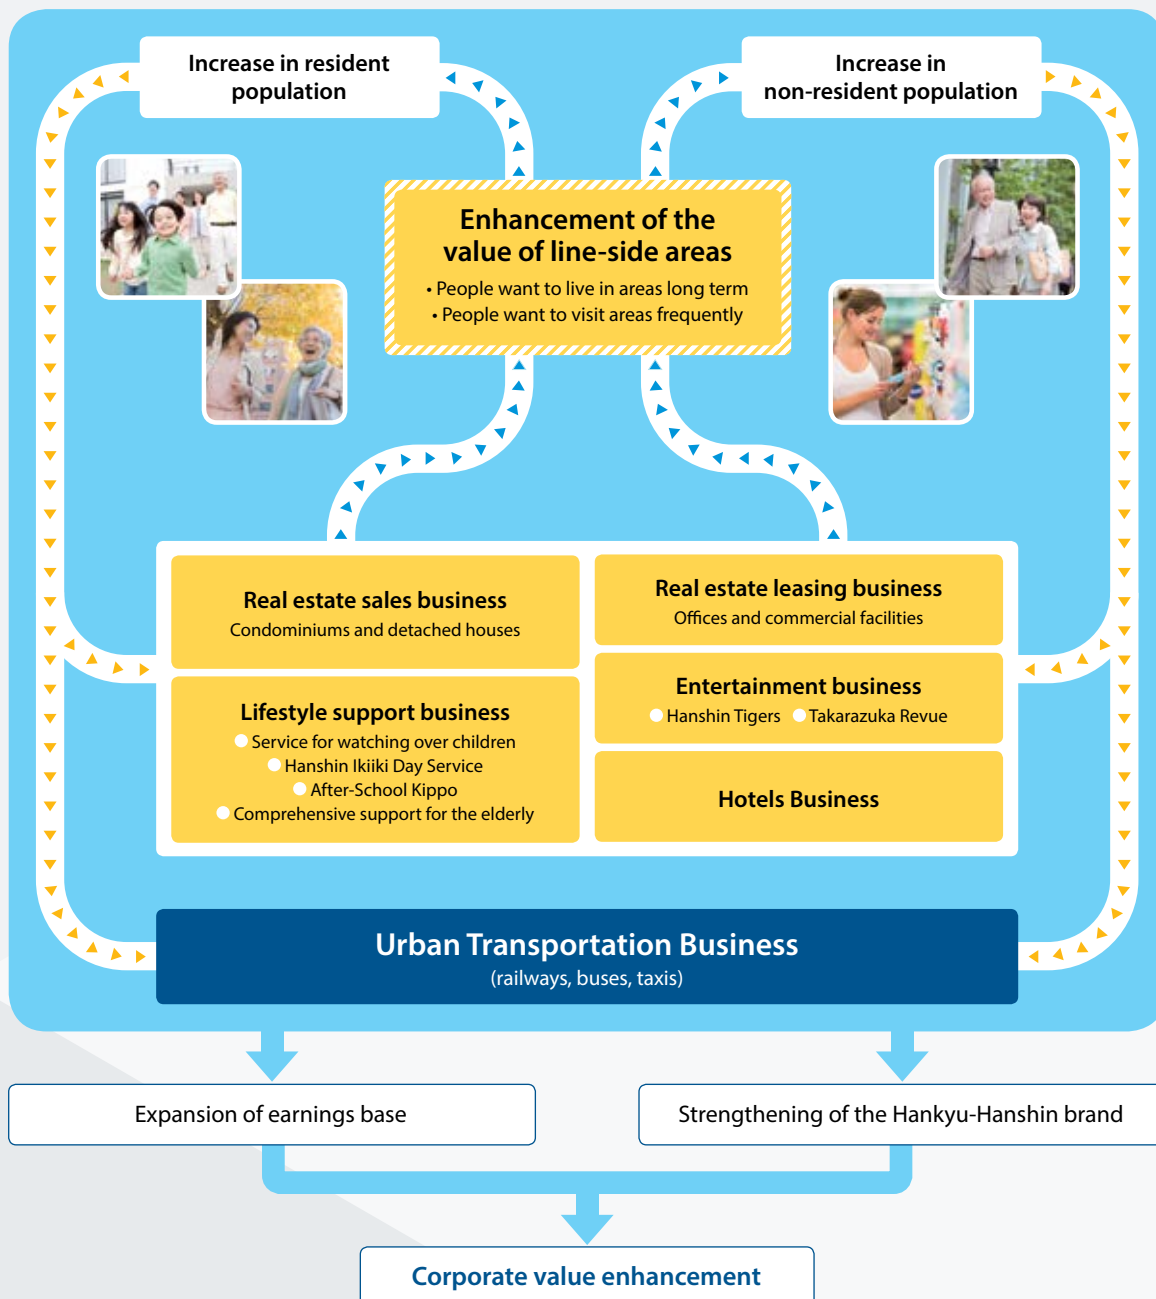 Increase in resident
population
Increase in
non-resident population
Enhancement of the
value of line-side areas
• People want to live in areas long term
• People want to visit areas frequently
Real estate sales business
Condominiums and detached houses
Lifestyle support business
Service for watching over children
Hanshin Ikiiki Day Service
After-School Kippo
Comprehensive support for the elderly
Real estate leasing business
Offices and commercial facilities
Entertainment business
Hanshin Tigers Takarazuka Revue
Hotels Business
Urban Transportation Business
(railways, buses, taxis)
Expansion of earnings base
Strengthening of the Hankyu-Hanshin brand
Corporate value enhancement